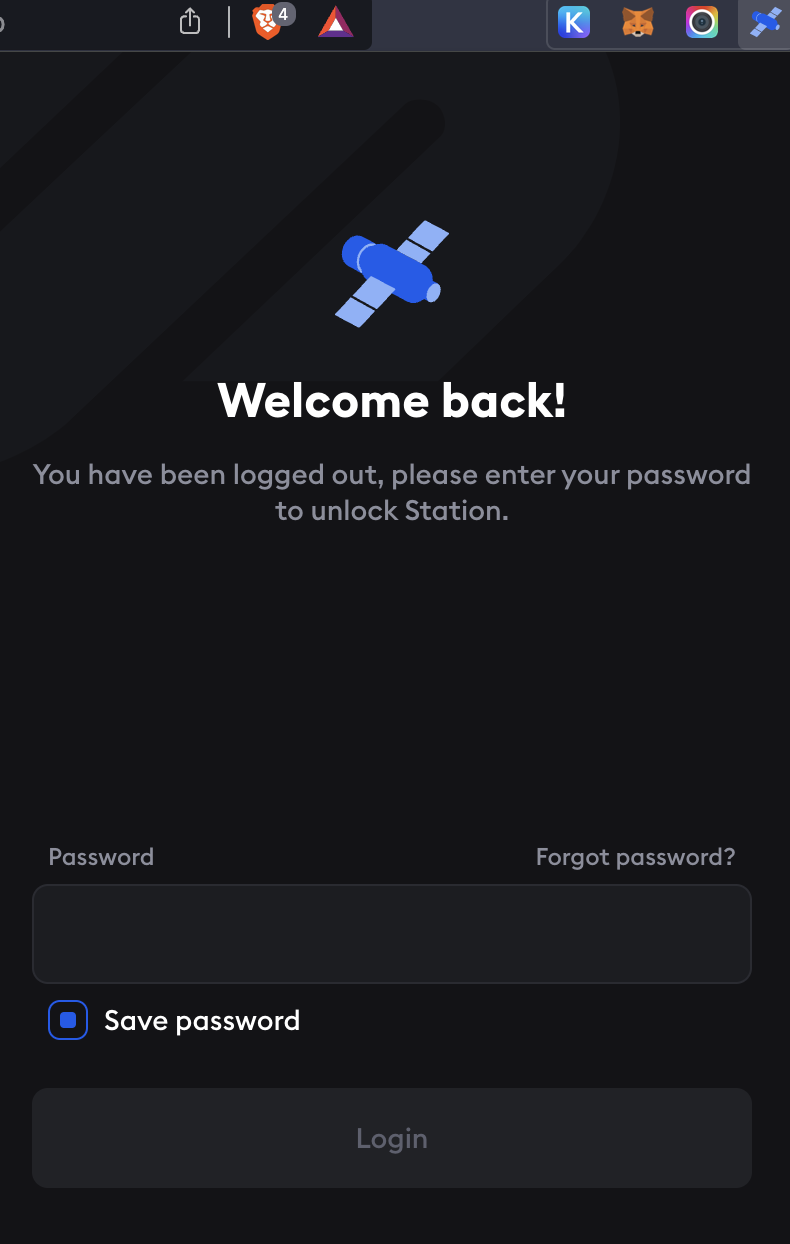 4
K
Welcome back!
You have been logged out, please enter your password
to unlock Station.
Password
Forgot password?
Save password
Login